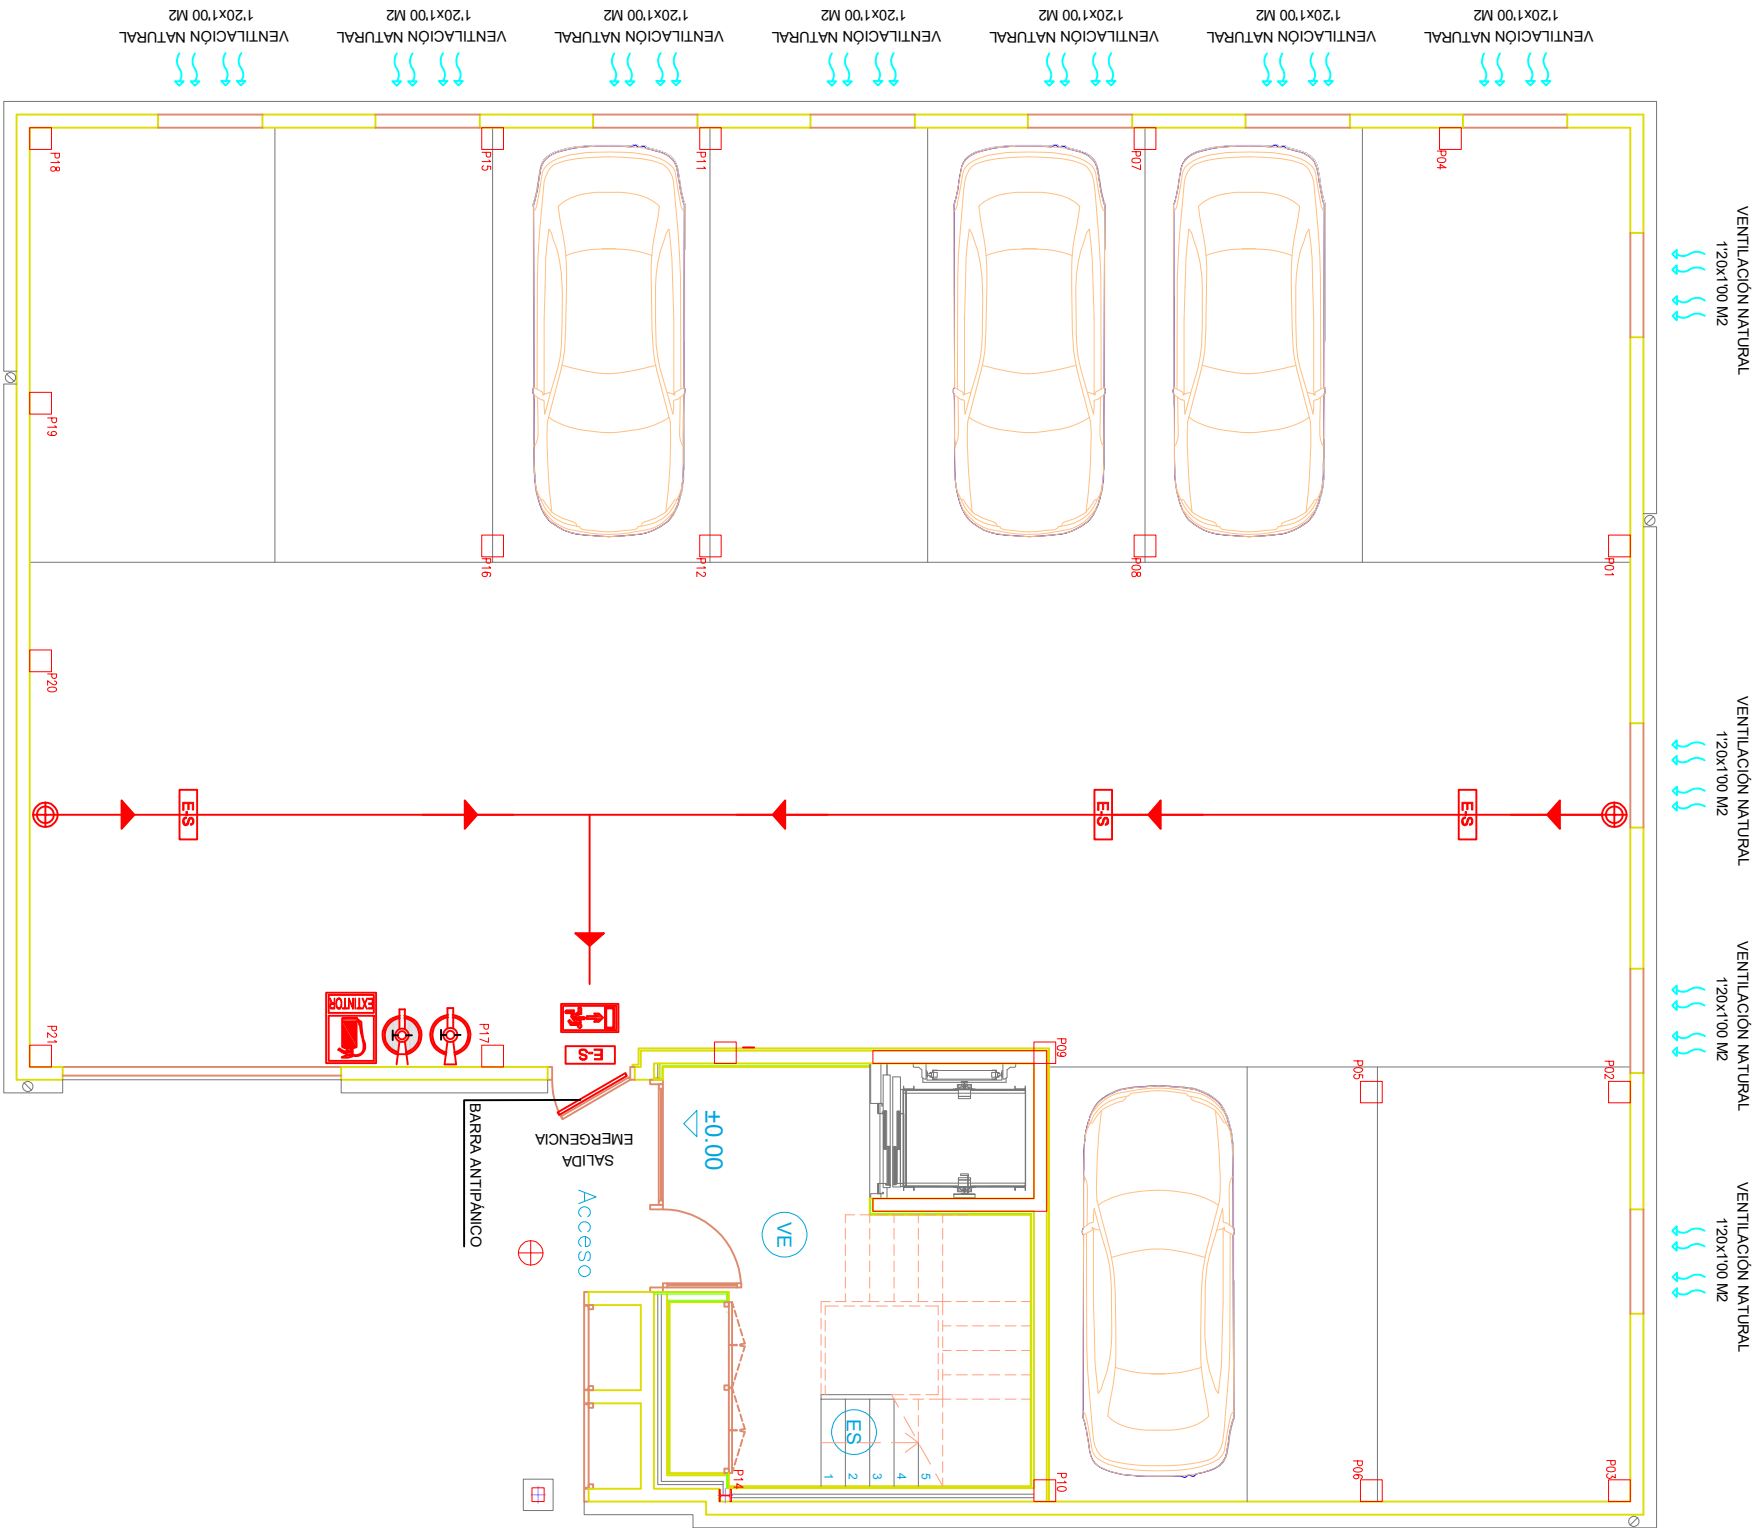 VENTILACIÓN NATURAL
1'20x1'00 M2
VENTILACIÓN NATURAL
1'20x1'00 M2
VENTILACIÓN NATURAL
1'20x1'00 M2
VENTILACIÓN NATURAL
1'20x1'00 M2
VENTILACIÓN NATURAL
1'20x1'00 M2
VENTILACIÓN NATURAL
1'20x1'00 M2
VENTILACIÓN NATURAL
1'20x1'00 M2
P18
P15
P11
P07
P04
VENTILACIÓN NATURAL
1'20x1'00 M2
P19
P16
P12
P08
P01
P20
VENTILACIÓN NATURAL
1'20x1'00 M2
E-S
E-S
E-S
VENTILACIÓN NATURAL
1'20x1'00 M2
EXTINTOR
P21
P17
E-S
P09
P05
P02
BARRA ANTIPÁNICO
SALIDA
EMERGENCIA
±0.00
Acceso
VE
VENTILACIÓN NATURAL
1'20x1'00 M2
ES
1
2
3
4
5
P14
P10
P06
P03